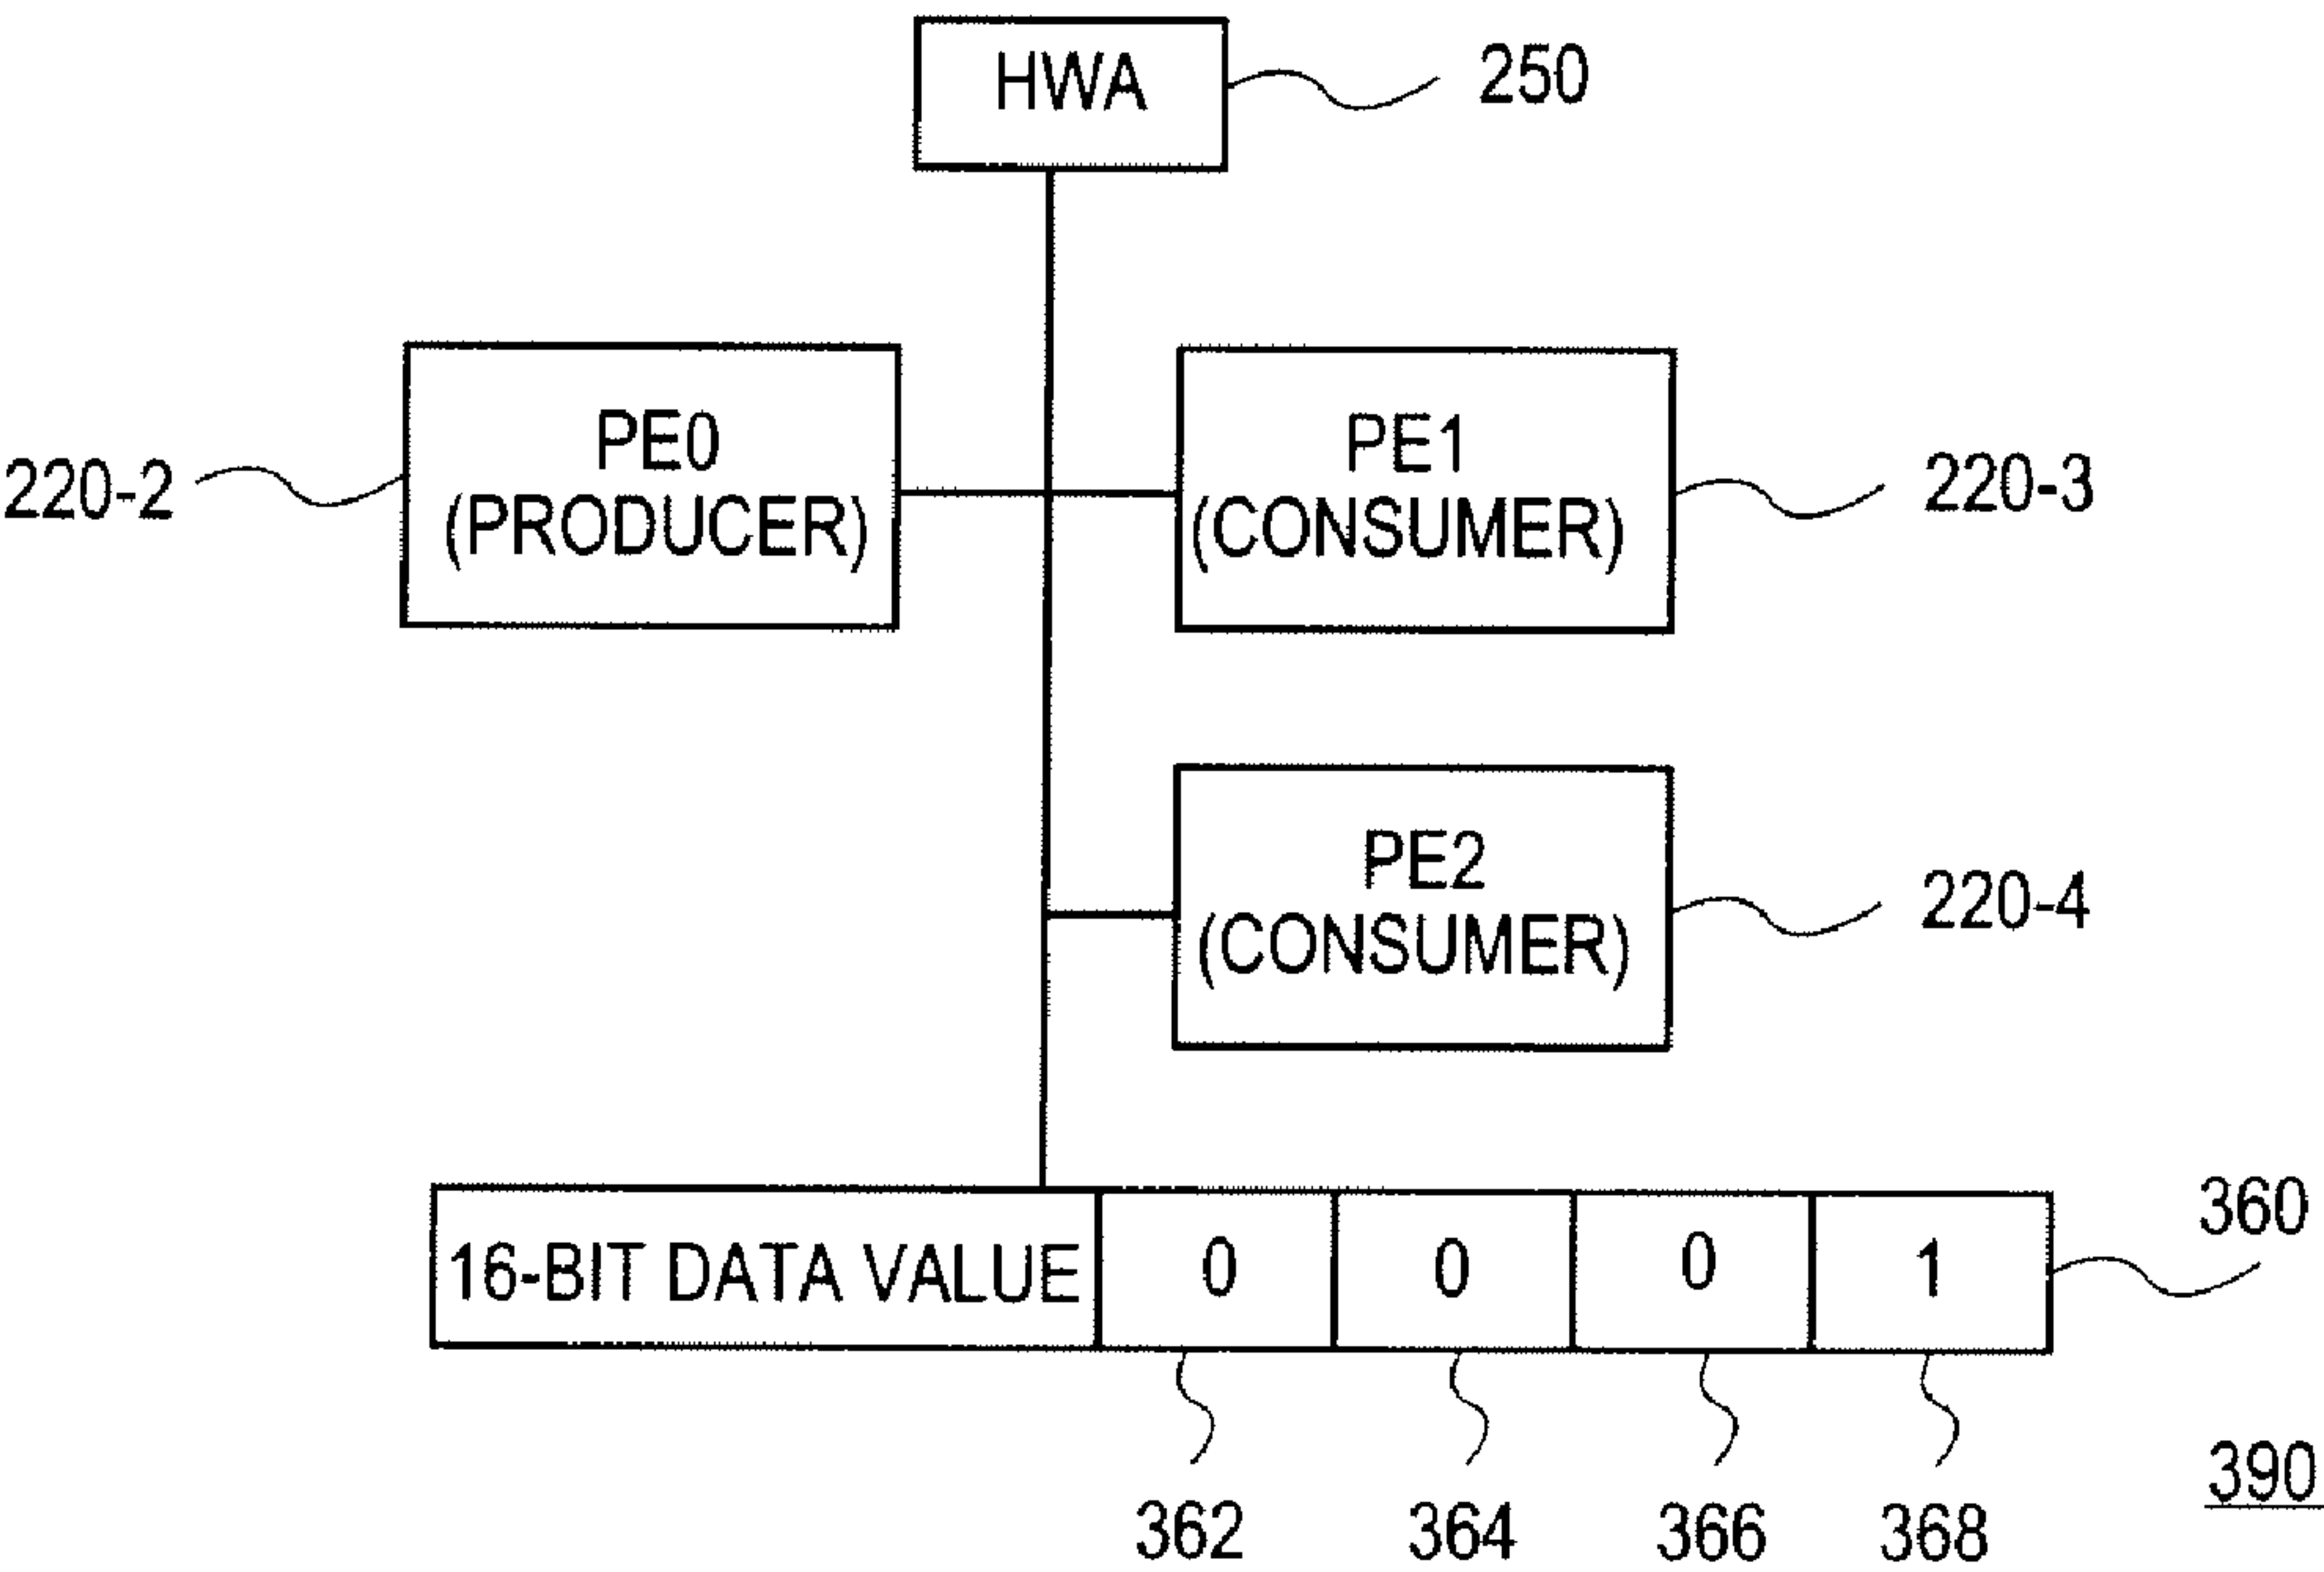 HWA
250
PE0
(PRODUCER)
220-2
PE1
(CONSUMER)
220-3
PE2
(CONSUMER)
220-4
360
16-BIT DATA VALUE 0 0 0 1
362 364 366 368
390